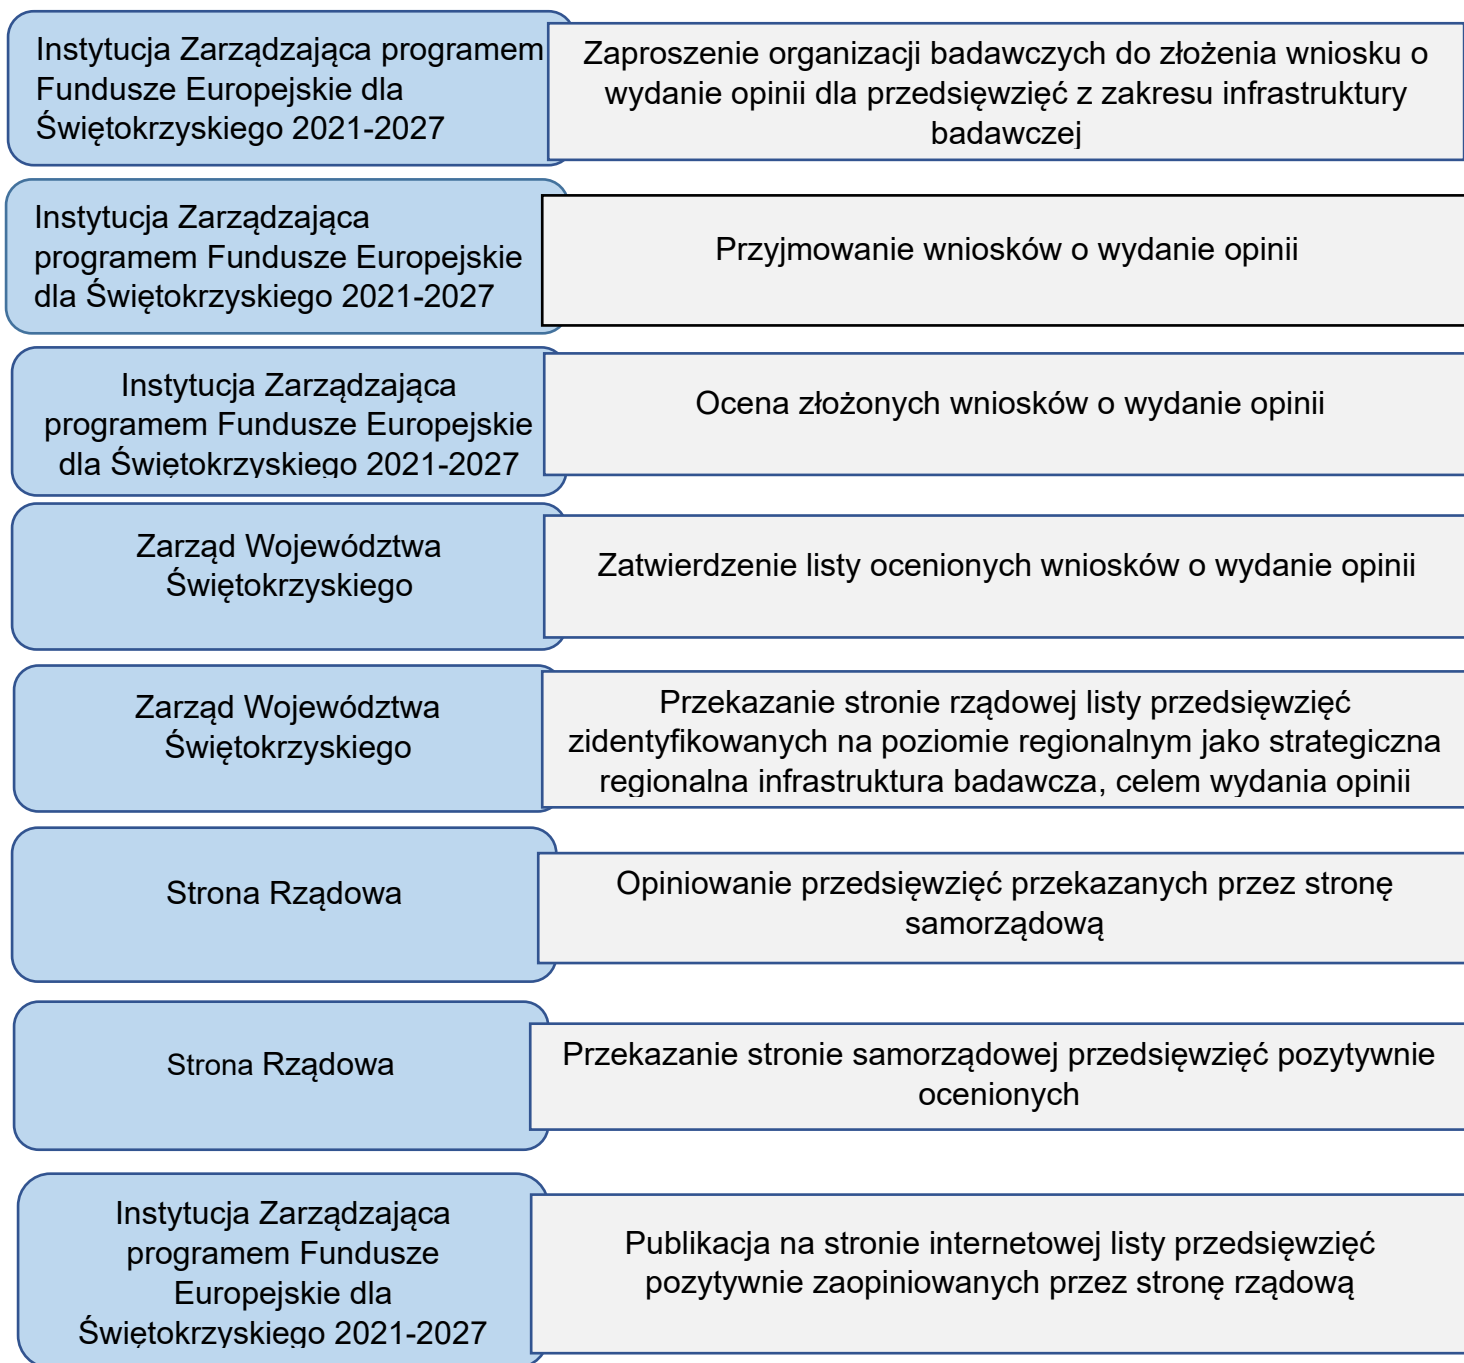 Instytucja Zarządzająca programem
Fundusze Europejskie dla
Świętokrzyskiego 2021-2027
Zaproszenie organizacji badawczych do złożenia wniosku o
wydanie opinii dla przedsięwzięć z zakresu infrastruktury
badawczej
Instytucja Zarządzająca
programem Fundusze Europejskie
dla Świętokrzyskiego 2021-2027
Przyjmowanie wniosków o wydanie opinii
Instytucja Zarządzająca
programem Fundusze Europejskie
dla Świętokrzyskiego 2021-2027
Ocena złożonych wniosków o wydanie opinii
Zarząd Województwa
Świętokrzyskiego
Zatwierdzenie listy ocenionych wniosków o wydanie opinii
Zarząd Województwa
Świętokrzyskiego
Przekazanie stronie rządowej listy przedsięwzięć
zidentyfikowanych na poziomie regionalnym jako strategiczna
regionalna infrastruktura badawcza, celem wydania opinii
Strona Rządowa
Opiniowanie przedsięwzięć przekazanych przez stronę
samorządową
Strona Rządowa
Przekazanie stronie samorządowej przedsięwzięć pozytywnie
ocenionych
Instytucja Zarządzająca
programem Fundusze
Europejskie dla
Świętokrzyskiego 2021-2027
Publikacja na stronie internetowej listy przedsięwzięć
pozytywnie zaopiniowanych przez stronę rządową